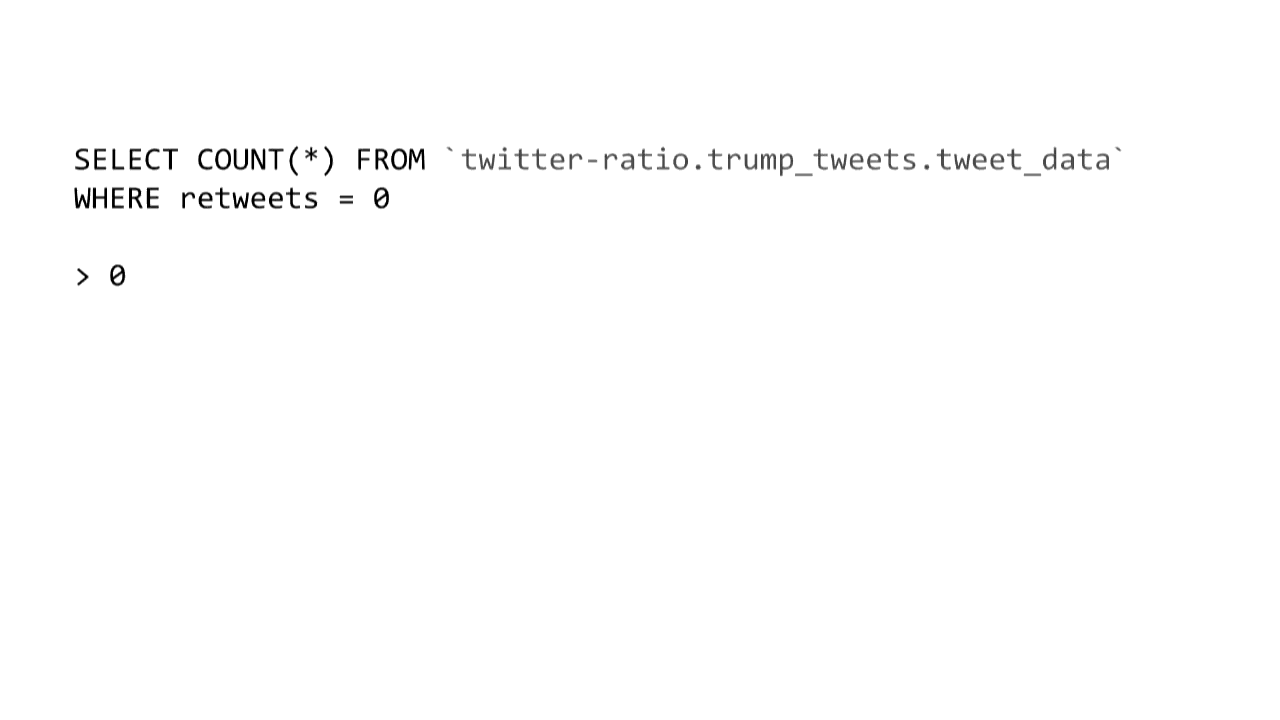 SELECT COUNT(*) FROM `twitter-ratio.trump_tweets.tweet_data`
WHERE retweets = 0
> 0